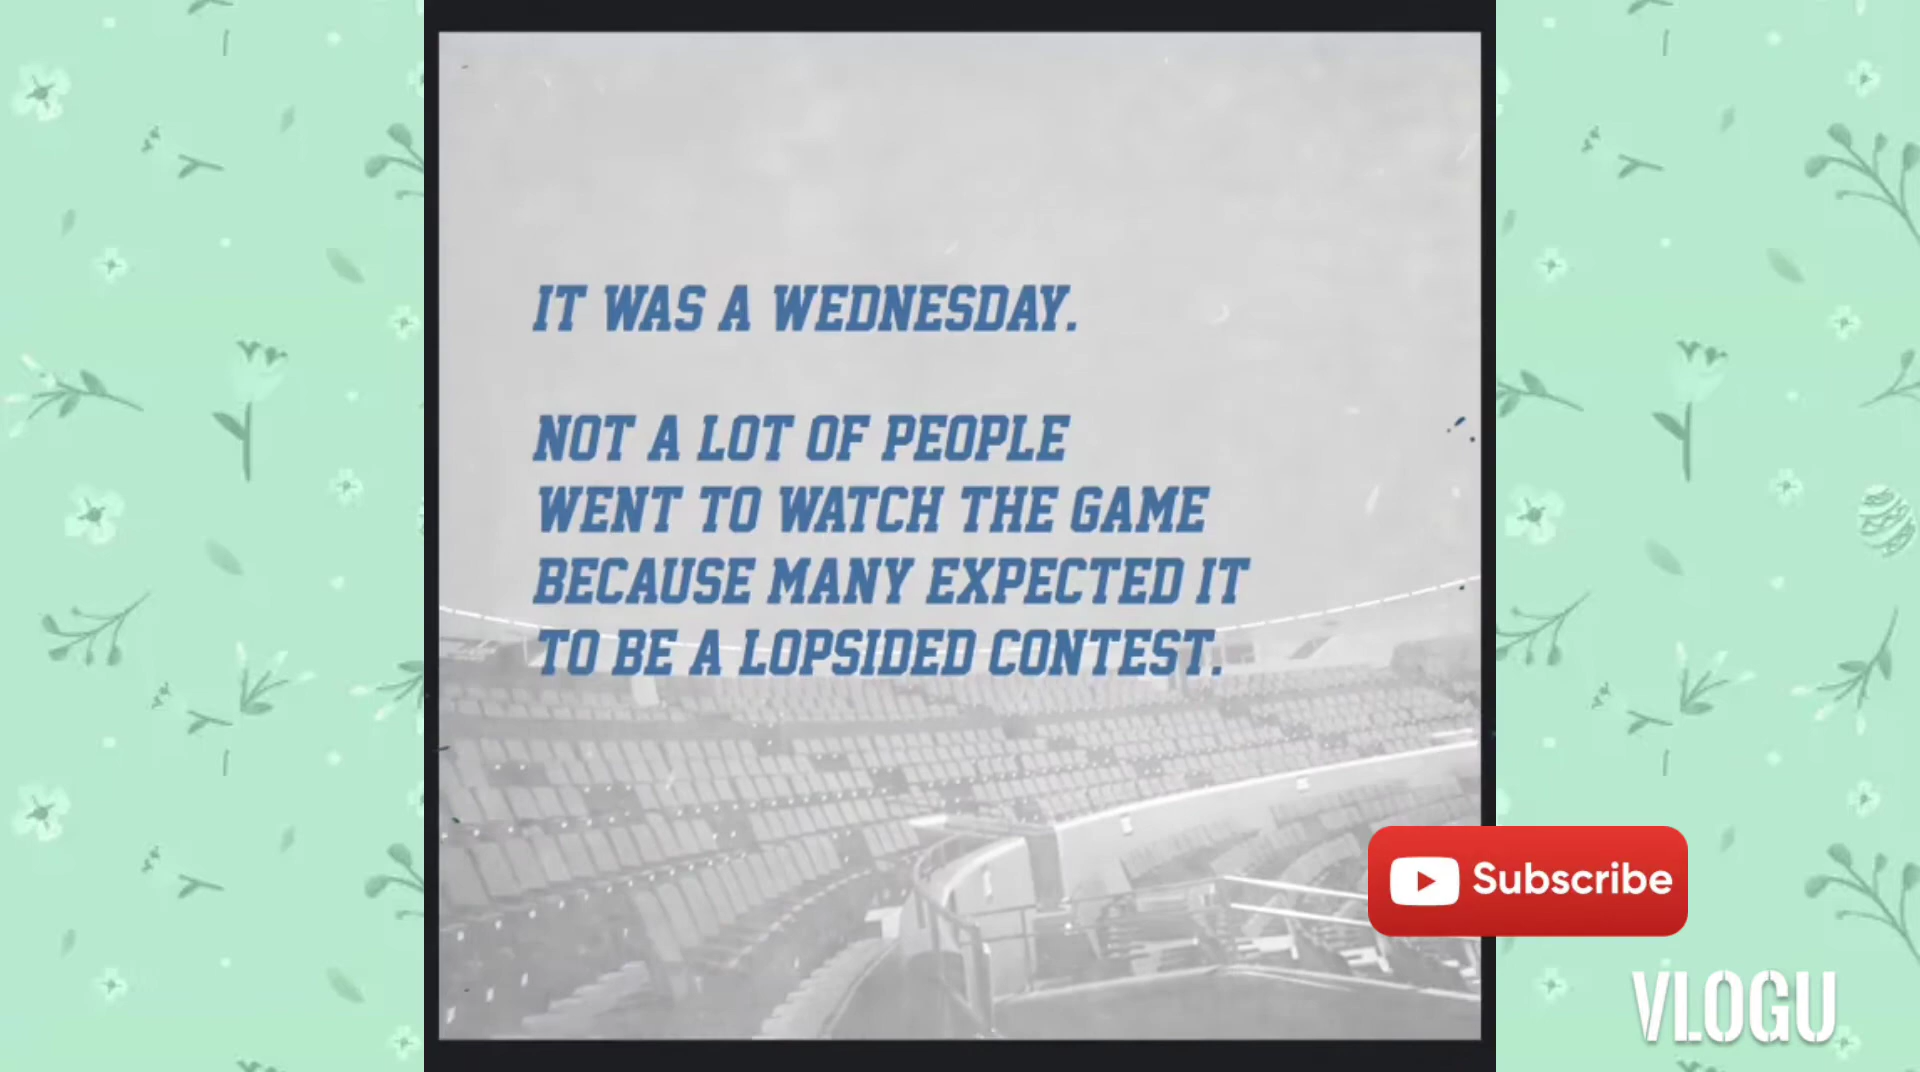 IT WAS A WEDNESDAY.
NOT A LOT OF PEOPLE
WENT TO WATCH THE GAME
BECAUSE MANY EXPECTED IT
TO BE A LOPSIDED CONTEST.
Subscribe
VLOGU